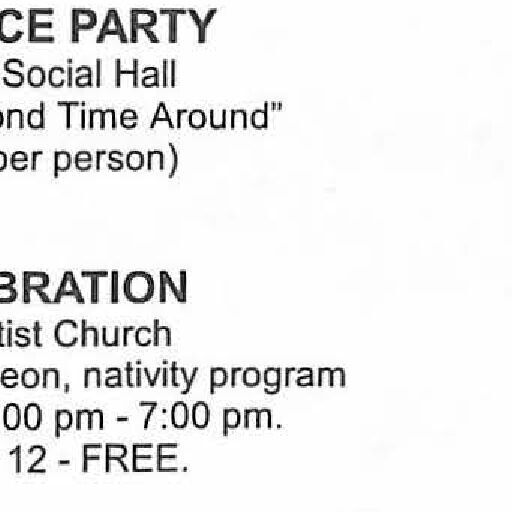 CE PARTY
Social Hall
ond Time Around"
per person)
BRATION
tist Church
eon, nativity program
00 pm - 7:00 pm.
12 - FREE.